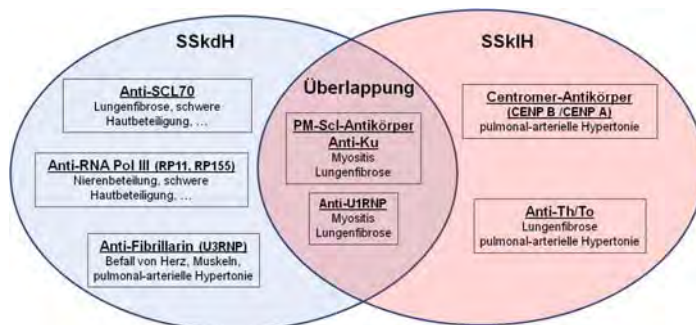 SSkdH
SSklH
Überlappung
Anti-SCL70
Lungenfibrose, schwere
Hautbeteiligung, …
Anti-RNA Pol III (RP11, RP155)
Nierenbeteilung, schwere
Hautbeteiligung, …
Anti-Fibrillarin (U3RNP)
Befall von Herz, Muskeln,
pulmonal-arterielle Hypertonie
PM-Scl-Antikörper
Anti-Ku
Myositis
Lungenfibrose
Anti-U1RNP
Myositis
Lungenfibrose
Centromer-Antikörper
(CENP B /CENP A)
pulmonal-arterielle Hypertonie
Anti-Th/To
Lungenfibrose
pulmonal-arterielle Hypertonie